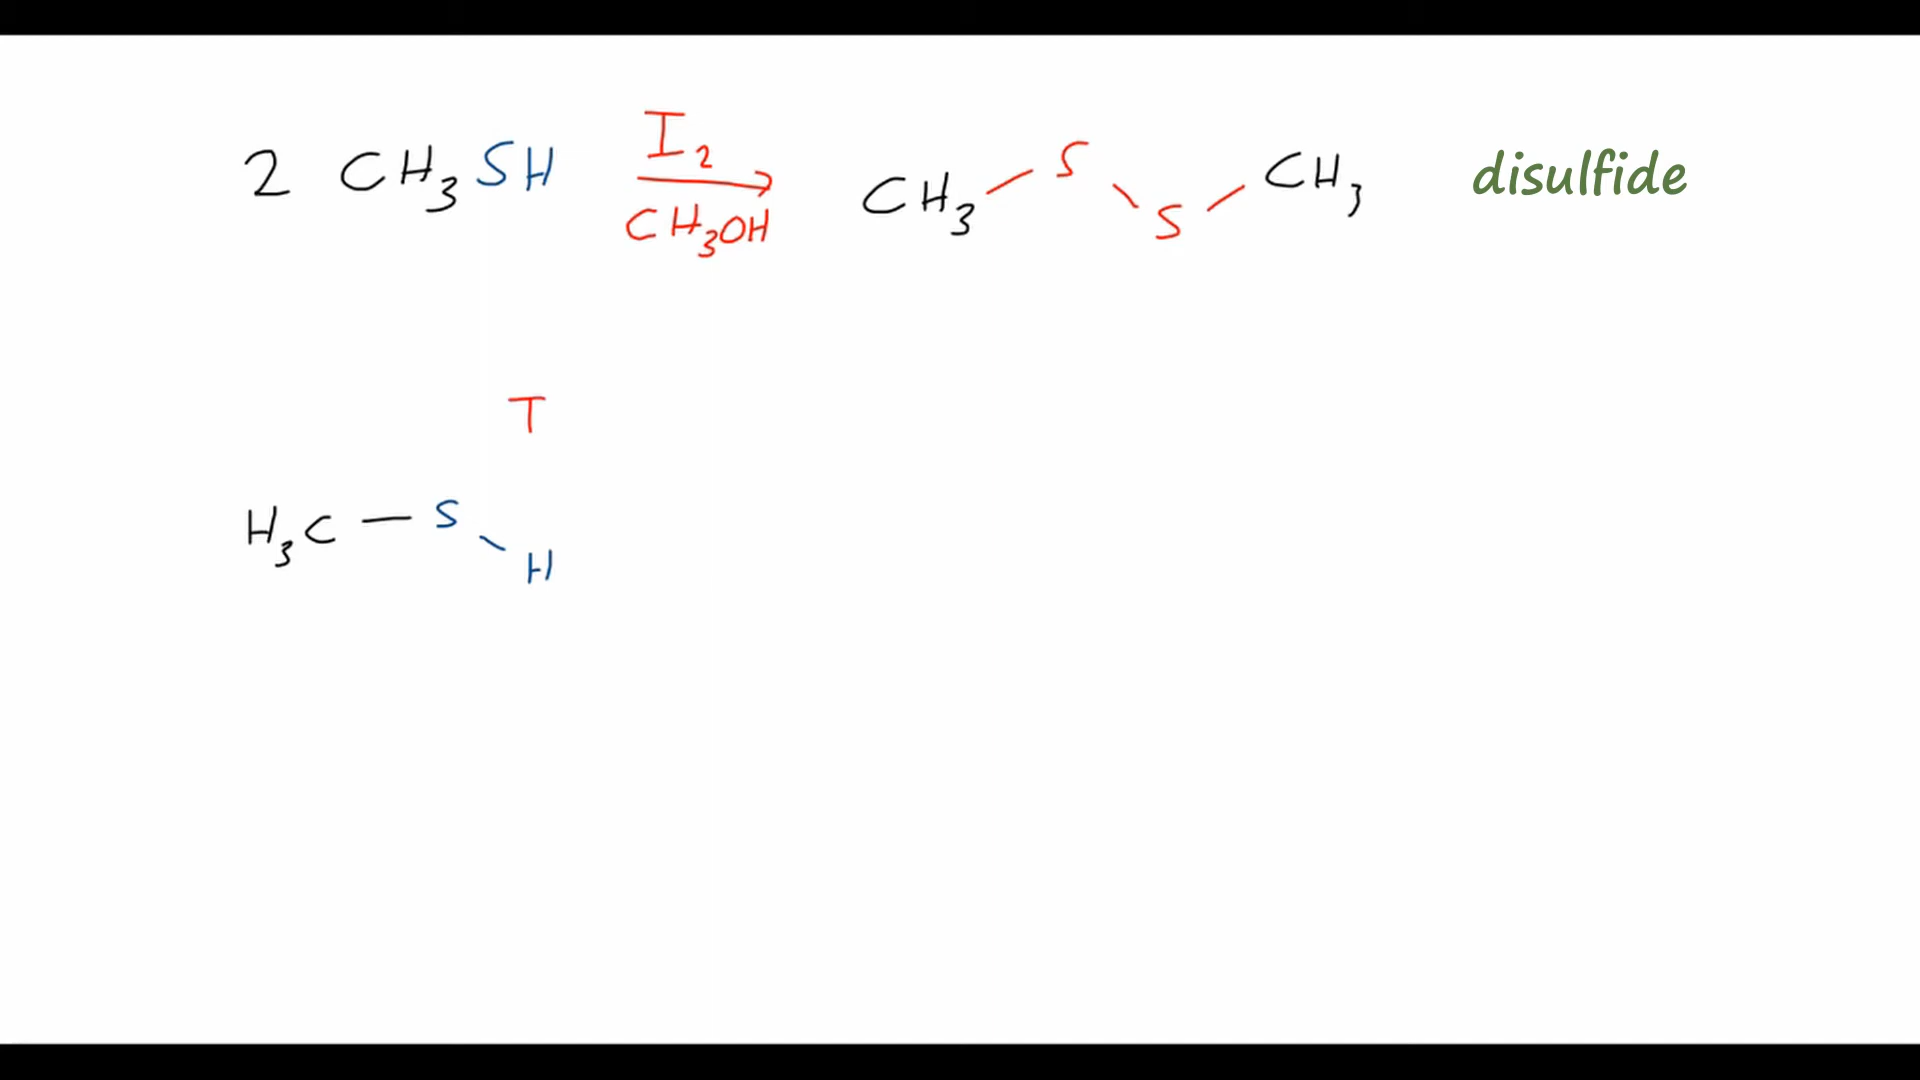 2 CH₃SH I₂ CH₃OH → CH₃-S-S-CH₃ disulfide
T
H₃C-S-H